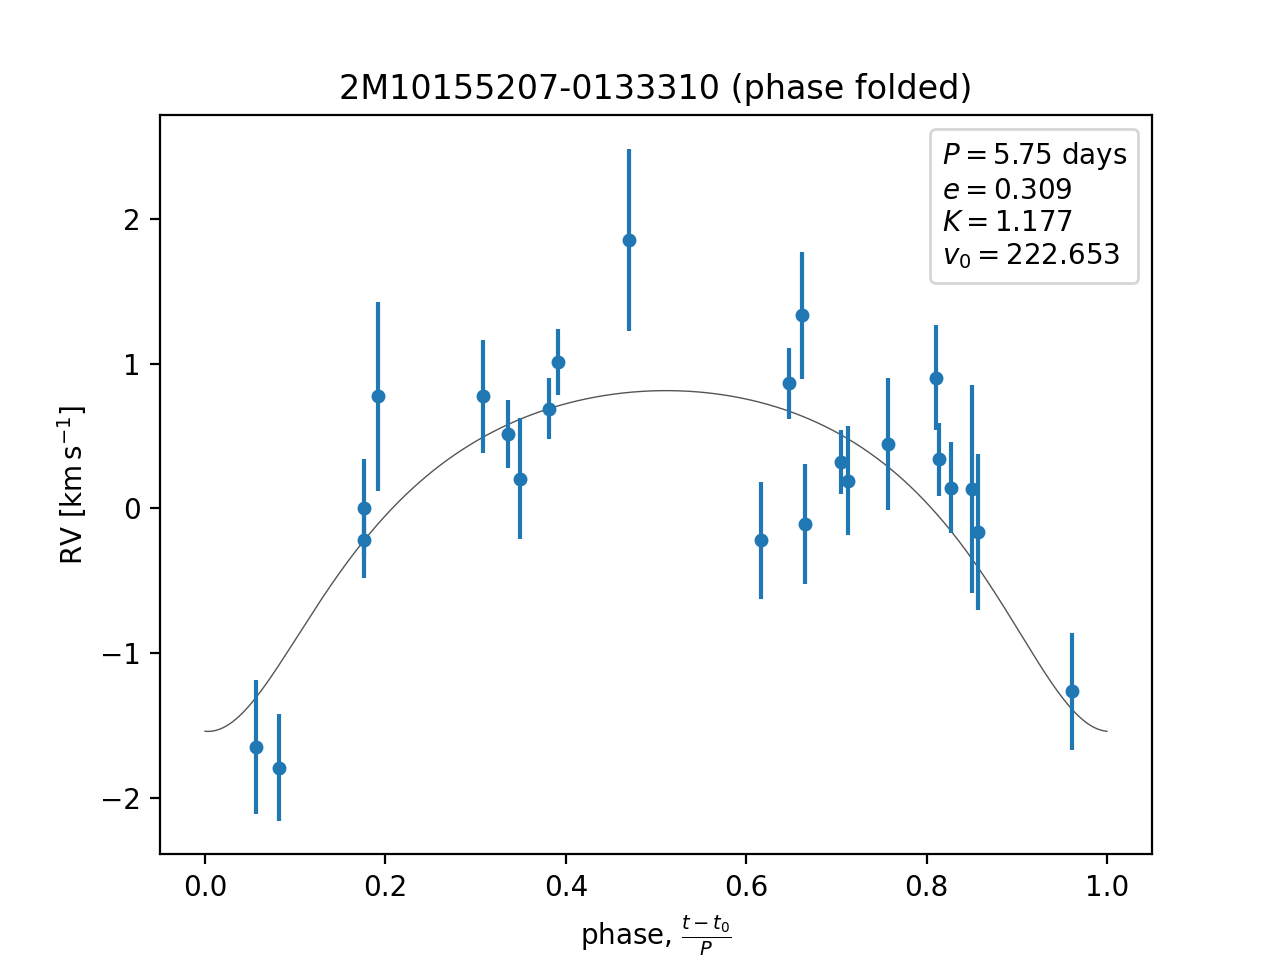 2M10155207-0133310 (phase folded)
P = 5.75 days
e = 0.309
K = 1.177
v₀ = 222.653
RV [km s⁻¹]
2
1
0
−1
−2
0.0 0.2 0.4 0.6 0.8 1.0
phase, (t − t₀)/P